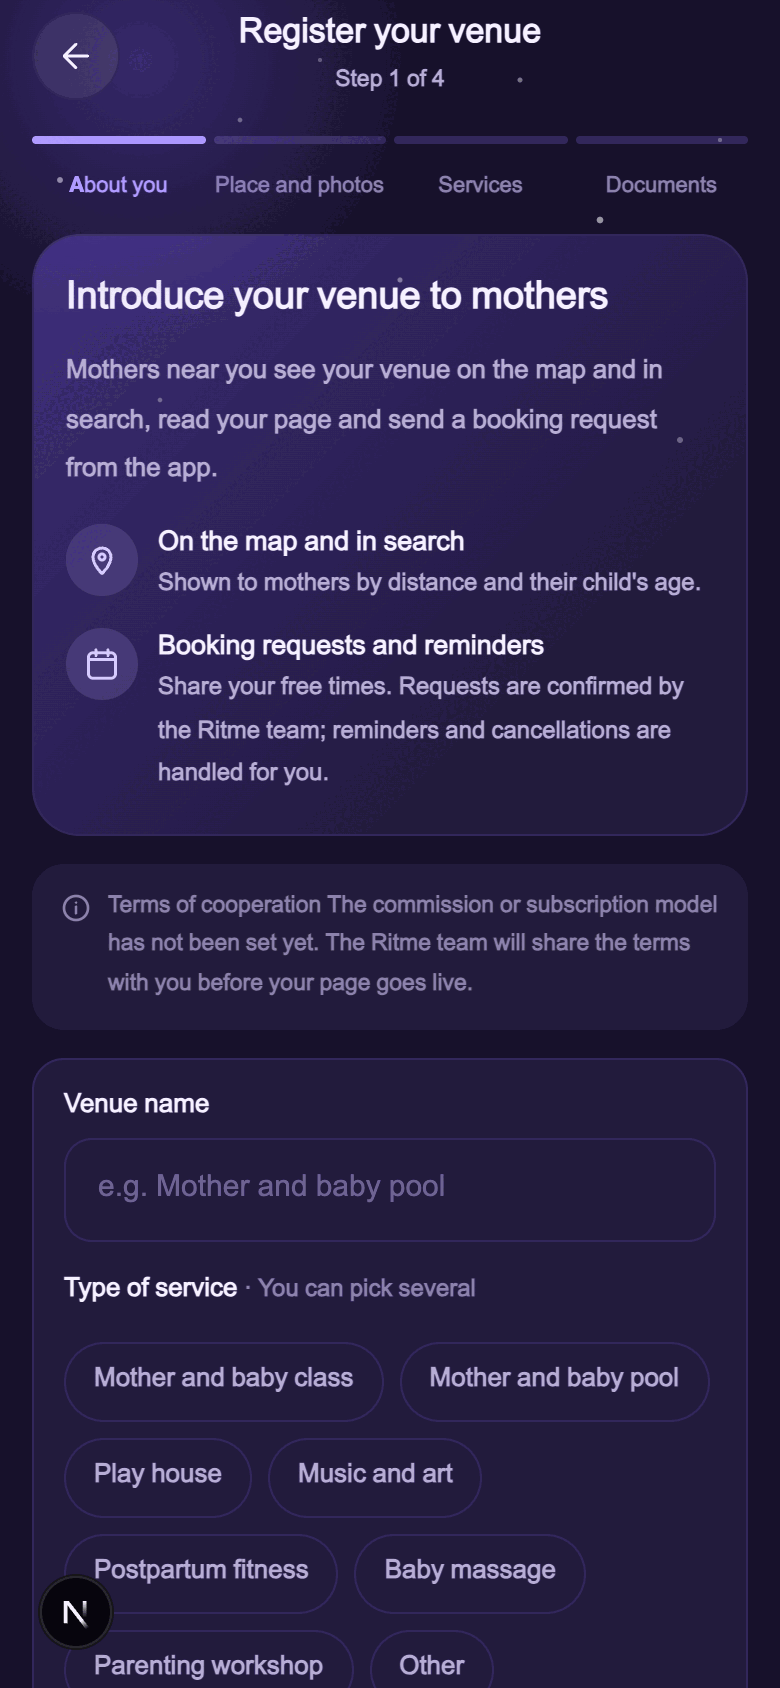 Register your venue
Step 1 of 4
About you
Place and photos
Services
Documents
Introduce your venue to mothers
Mothers near you see your venue on the map and in
search, read your page and send a booking request
from the app.
On the map and in search
Shown to mothers by distance and their child's age.
Booking requests and reminders
Share your free times. Requests are confirmed by
the Ritme team; reminders and cancellations are
handled for you.
Terms of cooperation The commission or subscription model
has not been set yet. The Ritme team will share the terms
with you before your page goes live.
Venue name
e.g. Mother and baby pool
Type of service · You can pick several
Mother and baby class
Mother and baby pool
Play house
Music and art
Postpartum fitness
Baby massage
N
Parenting workshop
Other